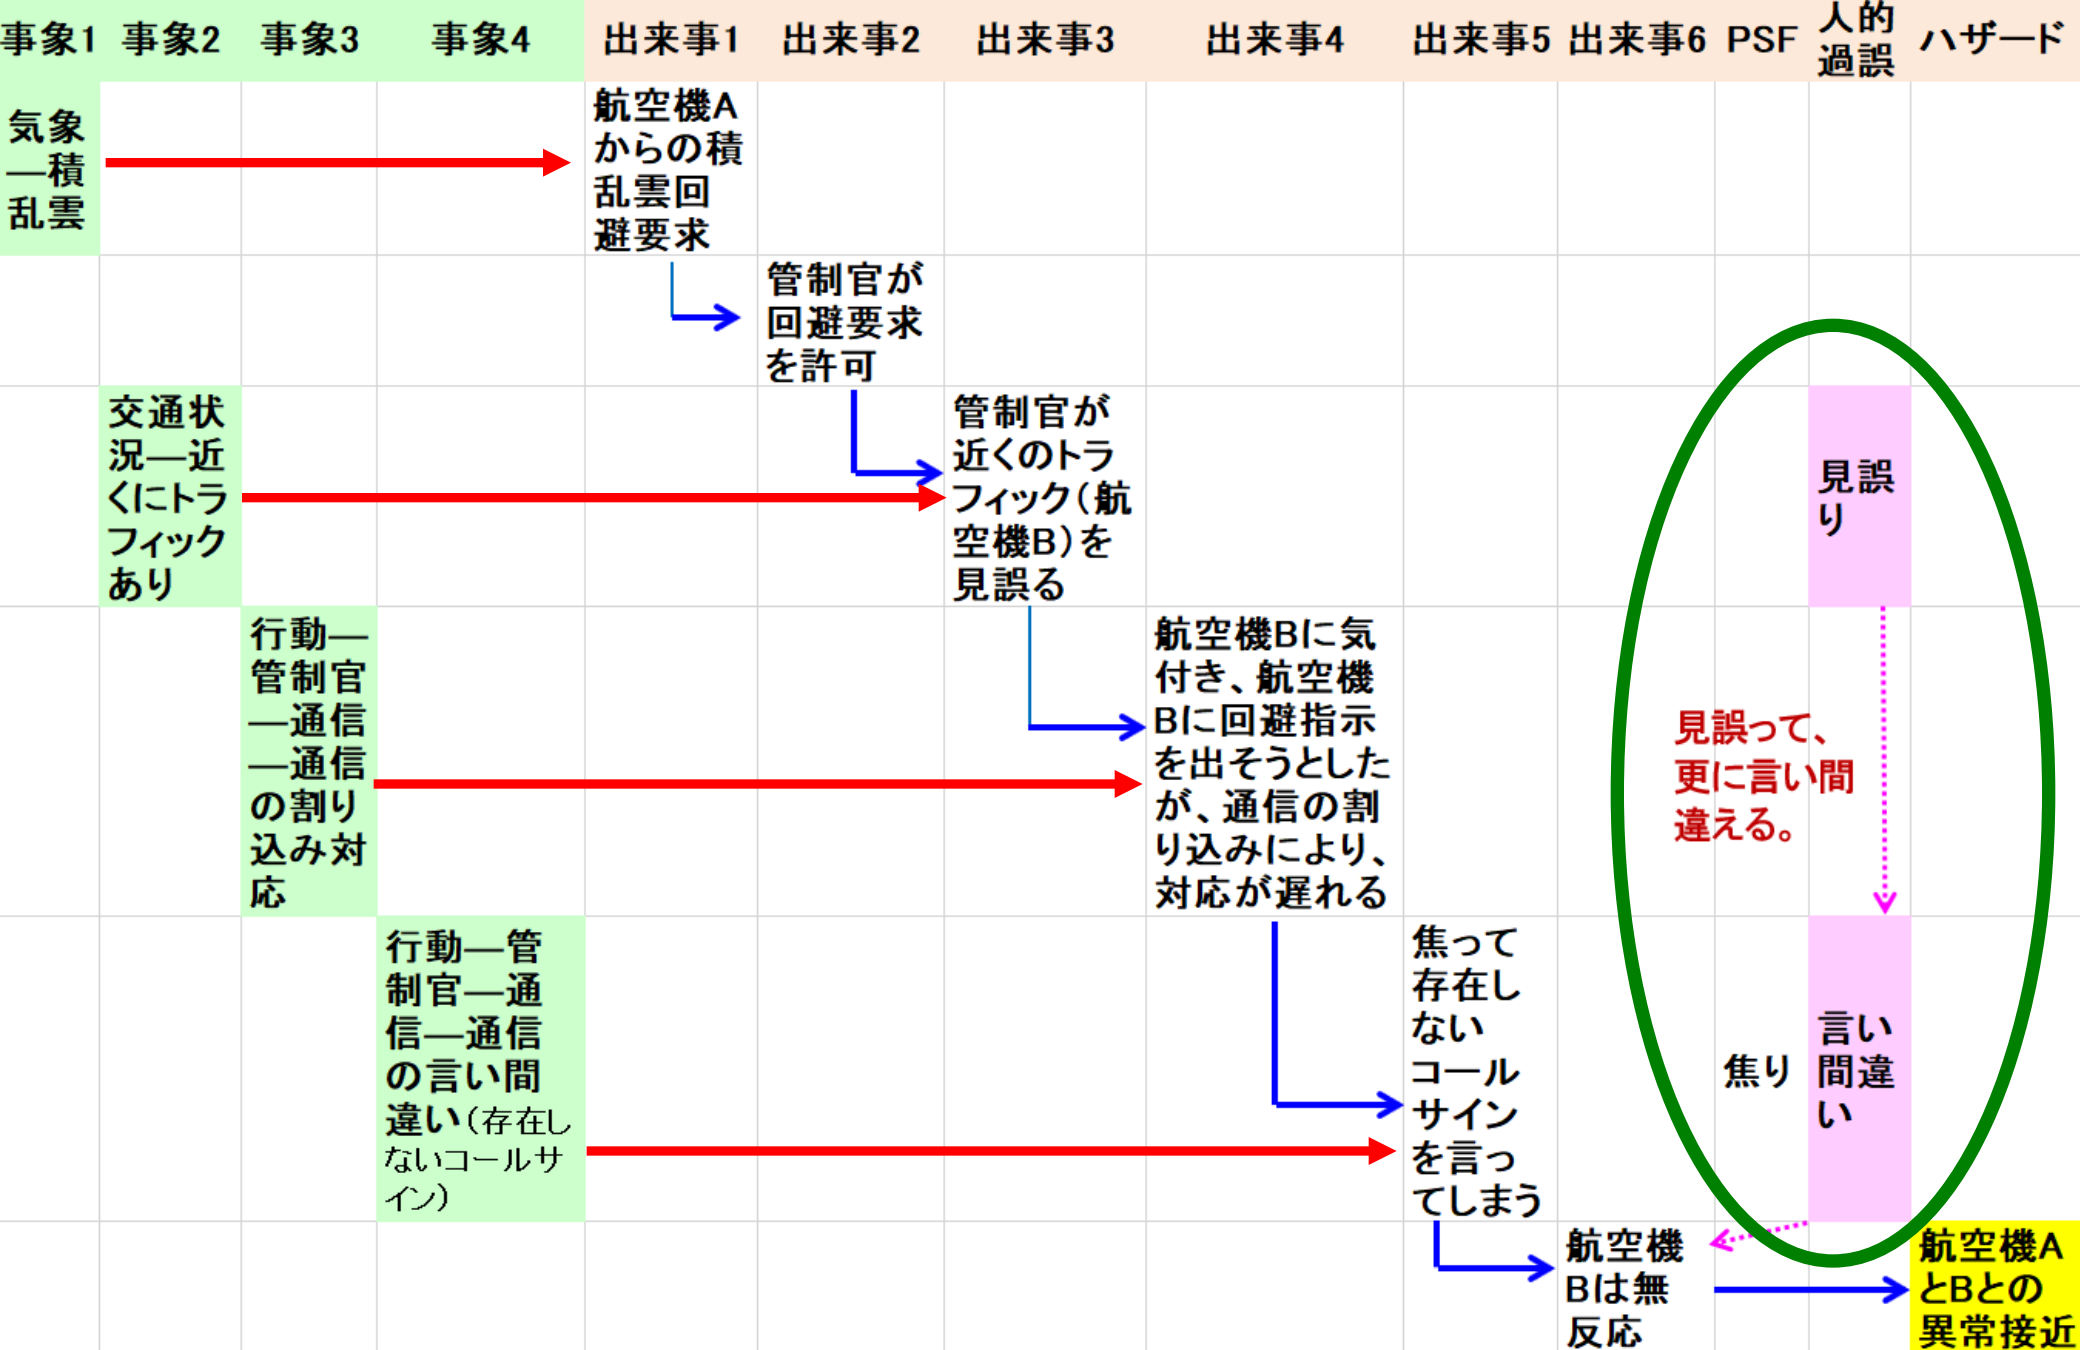 事象1 事象2 事象3 事象4 出来事1 出来事2 出来事3 出来事4 出来事5 出来事6 PSF 人的
過誤 ハザード
気象
―積
乱雲
航空機A
からの積
乱雲回
避要求
管制官が
回避要求
を許可
交通状
況―近
くにトラ
フィック
あり
管制官が
近くのトラ
フィック（航
空機B）を
見誤る
見誤
り
行動―
管制官
―通信
―通信
の割り
込み対
応
航空機Bに気
付き、航空機
Bに回避指示
を出そうとした
が、通信の割
り込みにより、
対応が遅れる
見誤って、
更に言い間
違える。
行動―管
制官―通
信―通信
の言い間
違い（存在し
ないコールサ
イン）
焦って
存在し
ない
コール
サイン
を言っ
てしまう
焦り
言い
間違
い
航空機
Bは無
反応
航空機A
とBとの
異常接近